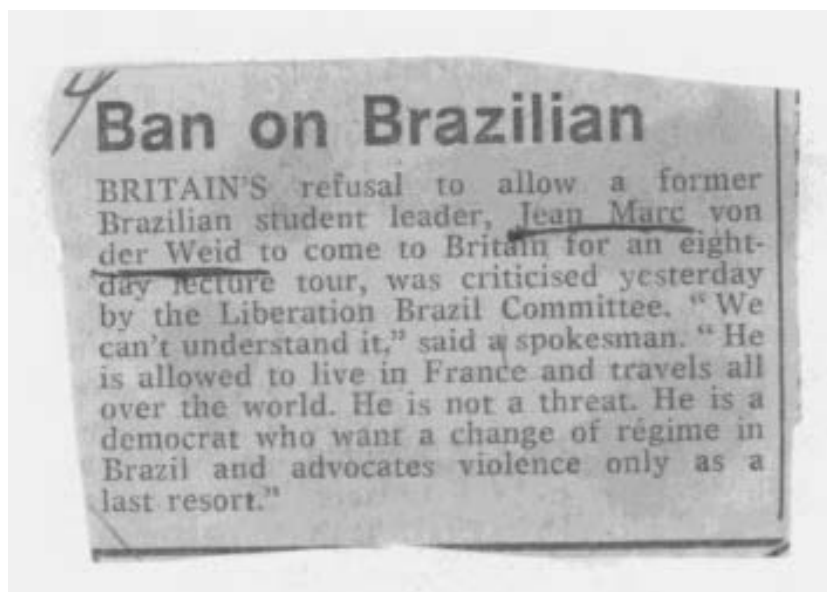 4
Ban on Brazilian
BRITAIN'S refusal to allow a former
Brazilian student leader, Jean Marc von
der Weid to come to Britain for an eight-
day lecture tour, was criticised yesterday
by the Liberation Brazil Committee. "We
can't understand it," said a spokesman. "He
is allowed to live in France and travels all
over the world. He is not a threat. He is a
democrat who want a change of régime in
Brazil and advocates violence only as a
last resort."